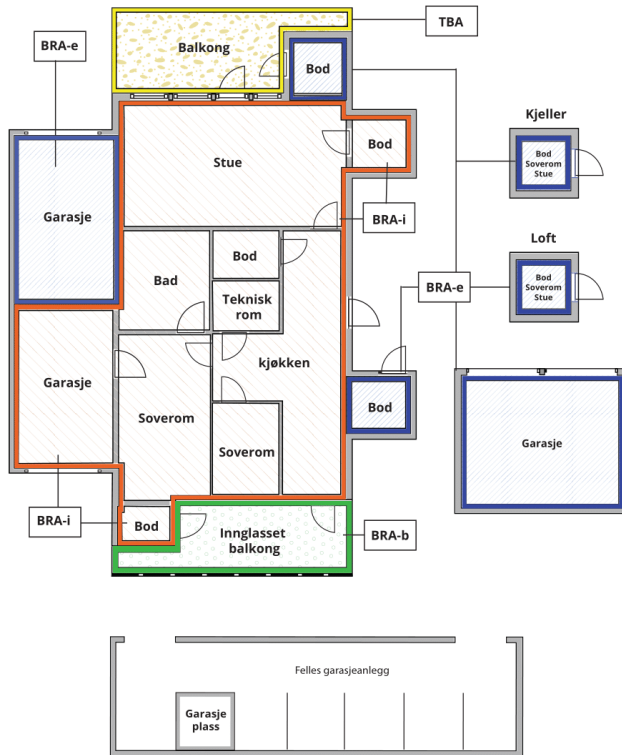 TBA
BRA-e
Balkong
Bod
Kjeller
Bod
Soverom
Stue
Stue
Bod
BRA-i
Garasje
Bad
Bod
Teknisk
rom
Loft
Bod
Soverom
Stue
BRA-e
kjøkken
Garasje
Soverom
Soverom
Bod
Garasje
BRA-i
Bod
Innglasset
balkong
BRA-b
Felles garasjeanlegg
Garasje
plass